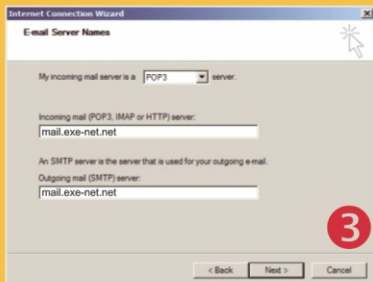 Internet Connection Wizard
E-mail Server Names
My incoming mail server is a POP3 server.
Incoming mail (POP3, IMAP or HTTP) server:
mail.exe-net.net
An SMTP server is the server that is used for your outgoing e-mail.
Outgoing mail (SMTP) server:
mail.exe-net.net
3
< Back Next > Cancel